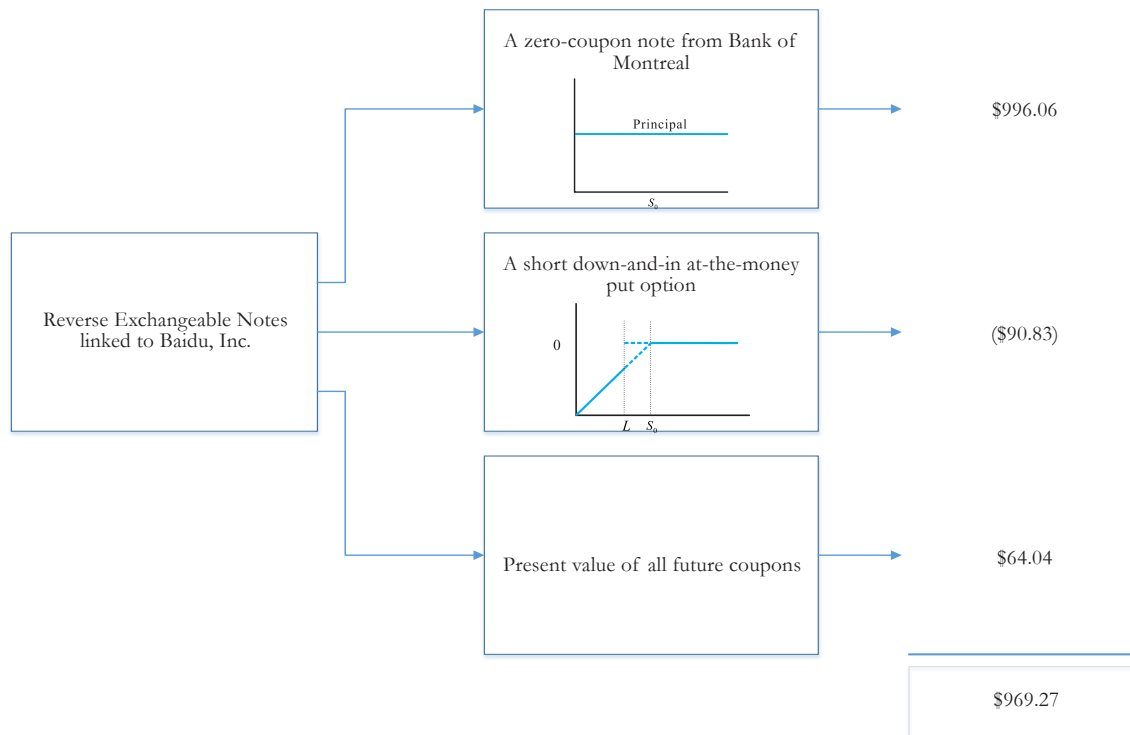 A zero-coupon note from Bank of
Montreal
Principal
S₀
$996.06
Reverse Exchangeable Notes
linked to Baidu, Inc.
A short down-and-in at-the-money
put option
0
L S₀
($90.83)
Present value of all future coupons
$64.04
$969.27